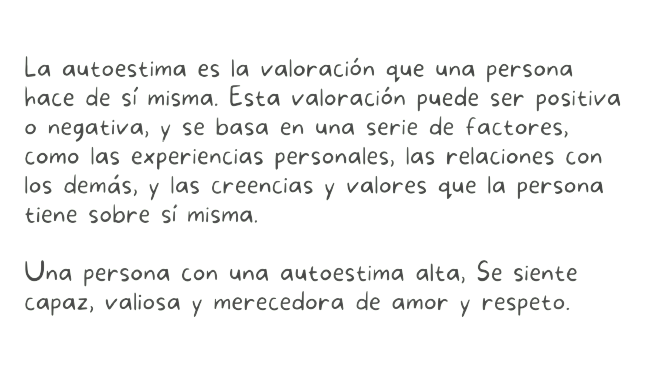 La autoestima es la valoración que una persona
hace de sí misma. Esta valoración puede ser positiva
o negativa, y se basa en una serie de factores,
como las experiencias personales, las relaciones con
los demás, y las creencias y valores que la persona
tiene sobre sí misma.
Una persona con una autoestima alta, Se siente
capaz, valiosa y merecedora de amor y respeto.